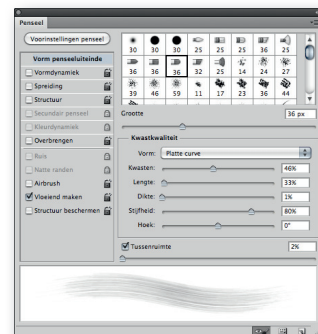 Penseel
Voorinstellingen penseel
30 30 30 25 25 25 36 25
Vorm penseeluiteinde
36 36 36 32 25 14 24 27
Vormdynamiek
39 46 59 11 17 23 36 44
Spreiding
Structuur
Grootte 36 px
Secundair penseel
Kleurdynamiek
Kwastkwaliteit
Overbrengen
Vorm: Platte curve
Ruis
Kwasten: 46%
Natte randen
Lengte: 33%
Airbrush
Dikte: 1%
Vloeiend maken
Stijfheid: 80%
Structuur beschermen
Hoek: 0°
Tussenruimte 2%